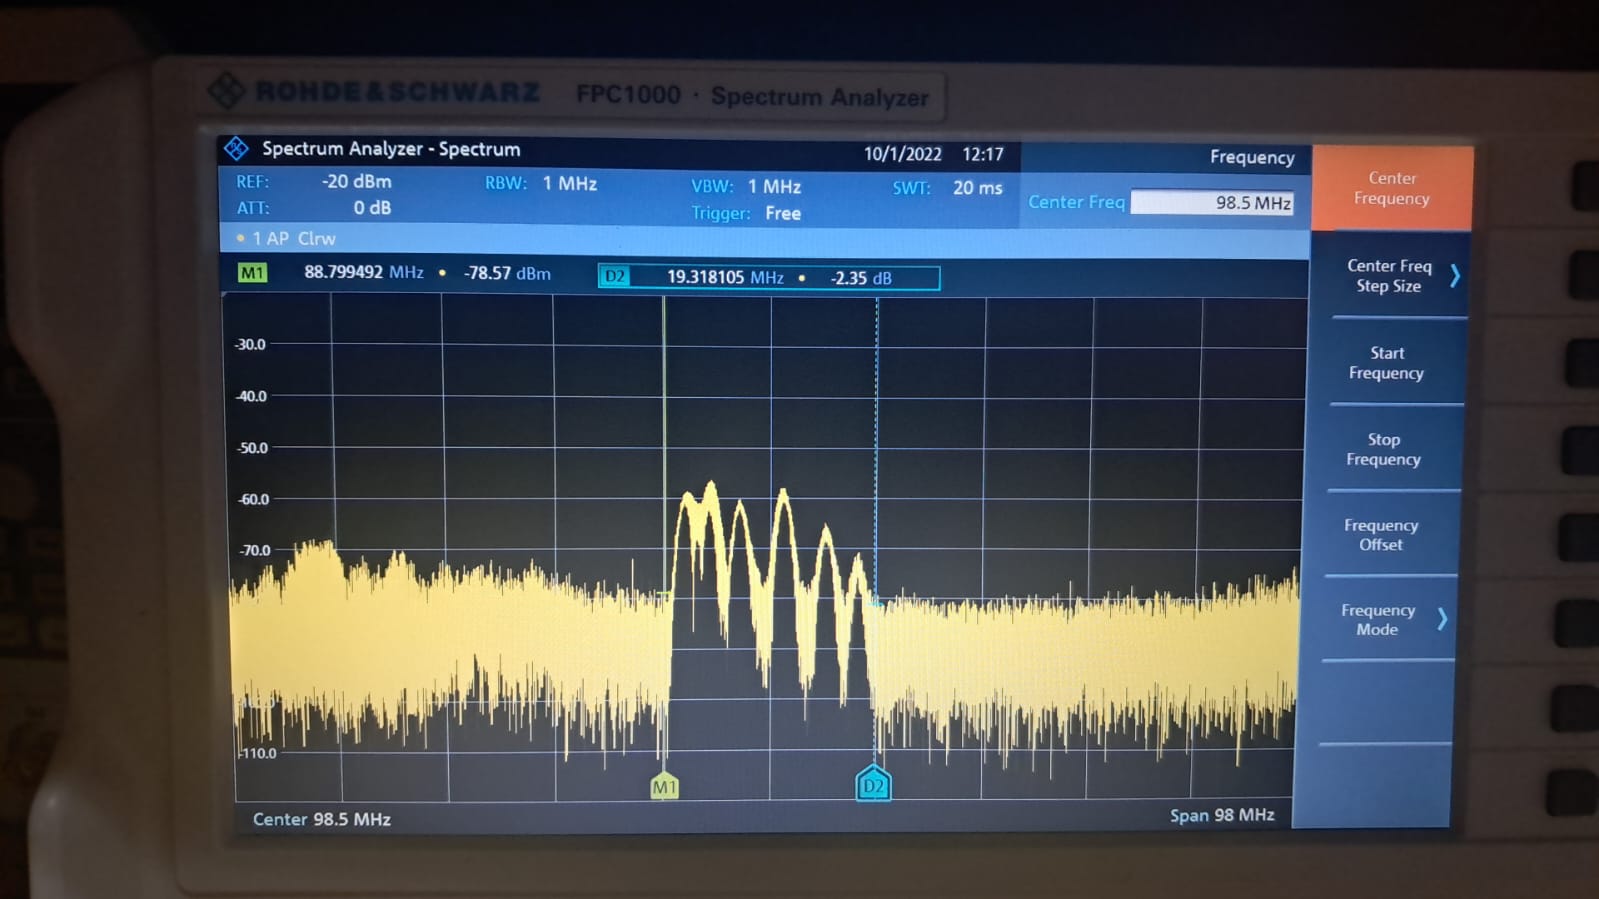 ROHDE&SCHWARZ FPC1000 · Spectrum Analyzer
Spectrum Analyzer - Spectrum 10/1/2022 12:17 Frequency
REF: -20 dBm RBW: 1 MHz VBW: 1 MHz SWT: 20 ms
ATT: 0 dB Trigger: Free
Center Freq 98.5 MHz
1 AP Clrw
M1 88.799492 MHz • -78.57 dBm D2 19.318105 MHz • -2.35 dB
-30.0
-40.0
-50.0
-60.0
-70.0
-110.0
M1 D2
Center 98.5 MHz Span 98 MHz
Center
Frequency
Center Freq
Step Size
Start
Frequency
Stop
Frequency
Frequency
Offset
Frequency
Mode